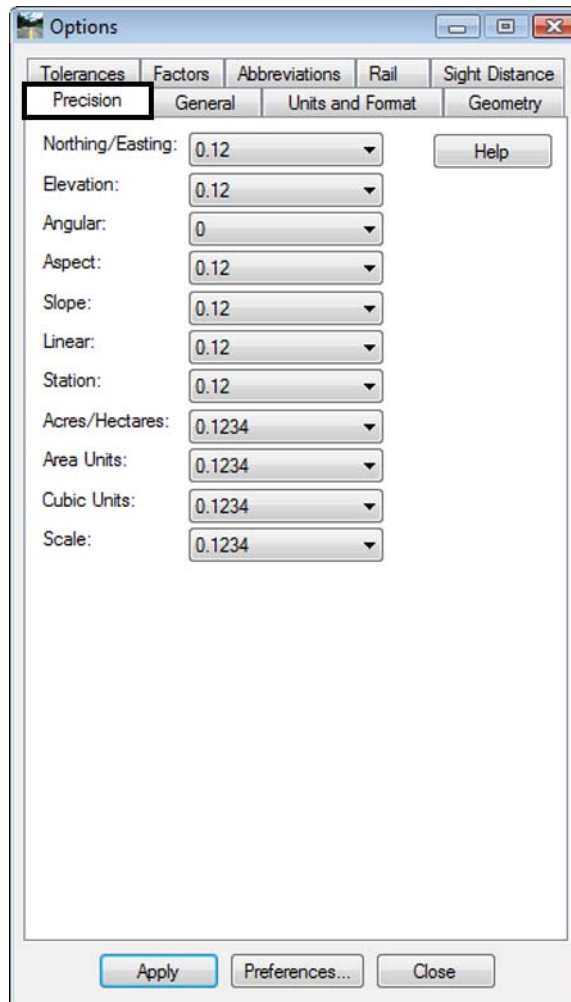 Options
Tolerances Factors Abbreviations Rail Sight Distance
Precision General Units and Format Geometry
Northing/Easting: 0.12 Help
Elevation: 0.12
Angular: 0
Aspect: 0.12
Slope: 0.12
Linear: 0.12
Station: 0.12
Acres/Hectares: 0.1234
Area Units: 0.1234
Cubic Units: 0.1234
Scale: 0.1234
Apply Preferences... Close